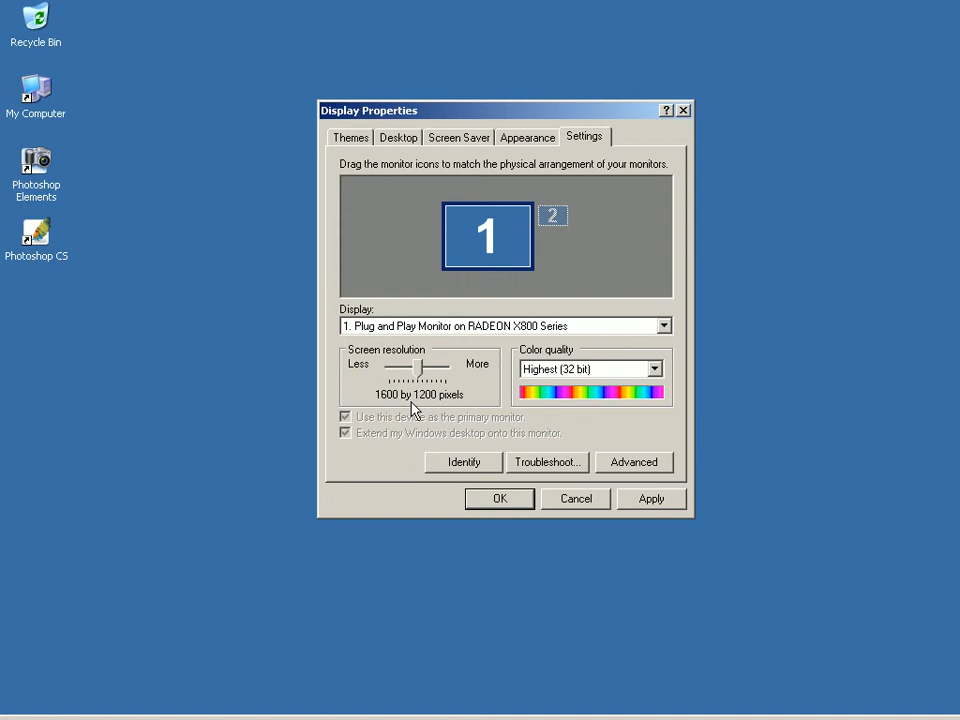 Recycle Bin
My Computer
Photoshop
Elements
Photoshop CS
Display Properties
Themes
Desktop
Screen Saver
Appearance
Settings
Drag the monitor icons to match the physical arrangement of your monitors.
1
2
Display:
1. Plug and Play Monitor on RADEON X800 Series
Screen resolution
Less
More
1600 by 1200 pixels
Color quality
Highest (32 bit)
Use this device as the primary monitor.
Extend my Windows desktop onto this monitor.
Identify
Troubleshoot...
Advanced
OK
Cancel
Apply